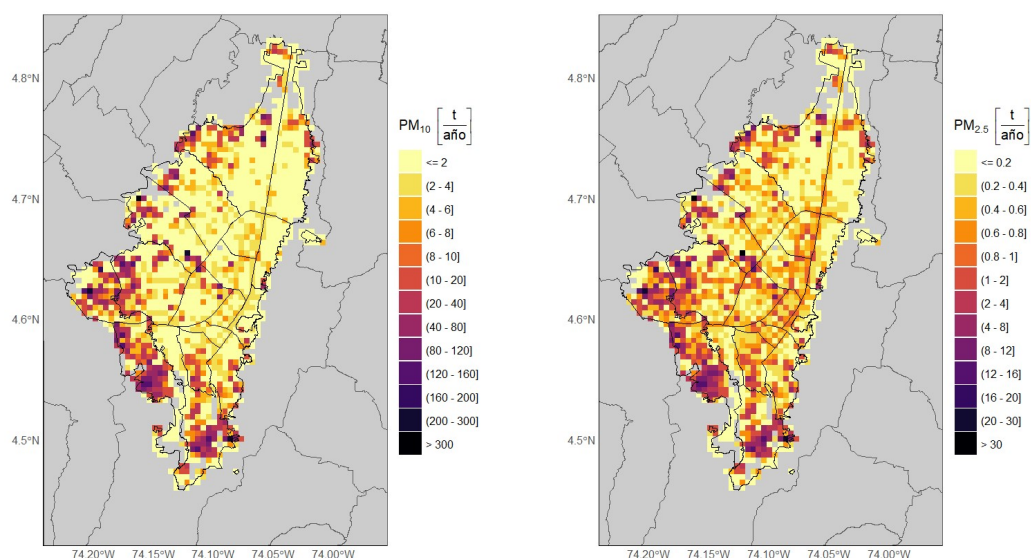 4.8°N
4.7°N
4.6°N
4.5°N
74.20°W 74.15°W 74.10°W 74.05°W 74.00°W
PM10 [t/año]
<= 2
(2 - 4]
(4 - 6]
(6 - 8]
(8 - 10]
(10 - 20]
(20 - 40]
(40 - 80]
(80 - 120]
(120 - 160]
(160 - 200]
(200 - 300]
> 300
4.8°N
4.7°N
4.6°N
4.5°N
74.20°W 74.15°W 74.10°W 74.05°W 74.00°W
PM2.5 [t/año]
<= 0.2
(0.2 - 0.4]
(0.4 - 0.6]
(0.6 - 0.8]
(0.8 - 1]
(1 - 2]
(2 - 4]
(4 - 8]
(8 - 12]
(12 - 16]
(16 - 20]
(20 - 30]
> 30